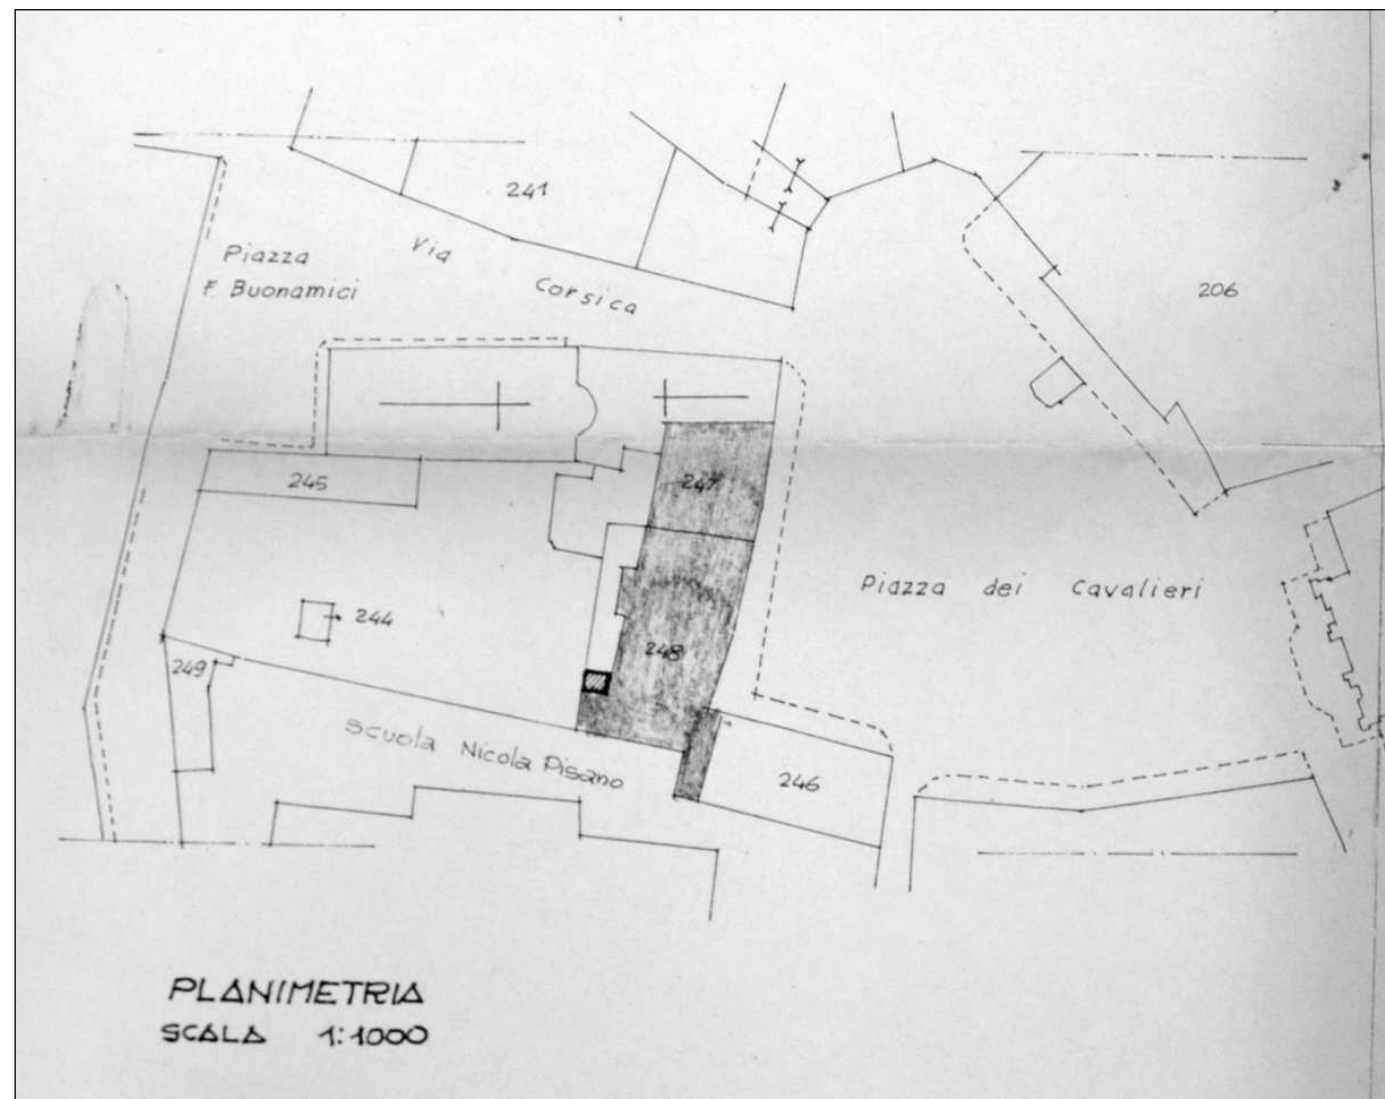 241
Piazza
F. Buonamici
Via
Corsica
206
245
247
Piazza dei Cavalieri
244
248
249
Scuola Nicola Pisano
246
PLANIMETRIA
SCALA 1:1000